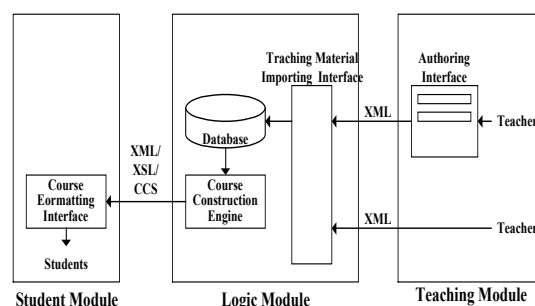 Traching Material
Importing Interface
Authoring
Interface
XML
Teacher
Database
XML/
XSL/
CCS
Course
Eormatting
Interface
Course
Construction
Engine
XML
Teacher
Students
Student Module
Logic Module
Teaching Module